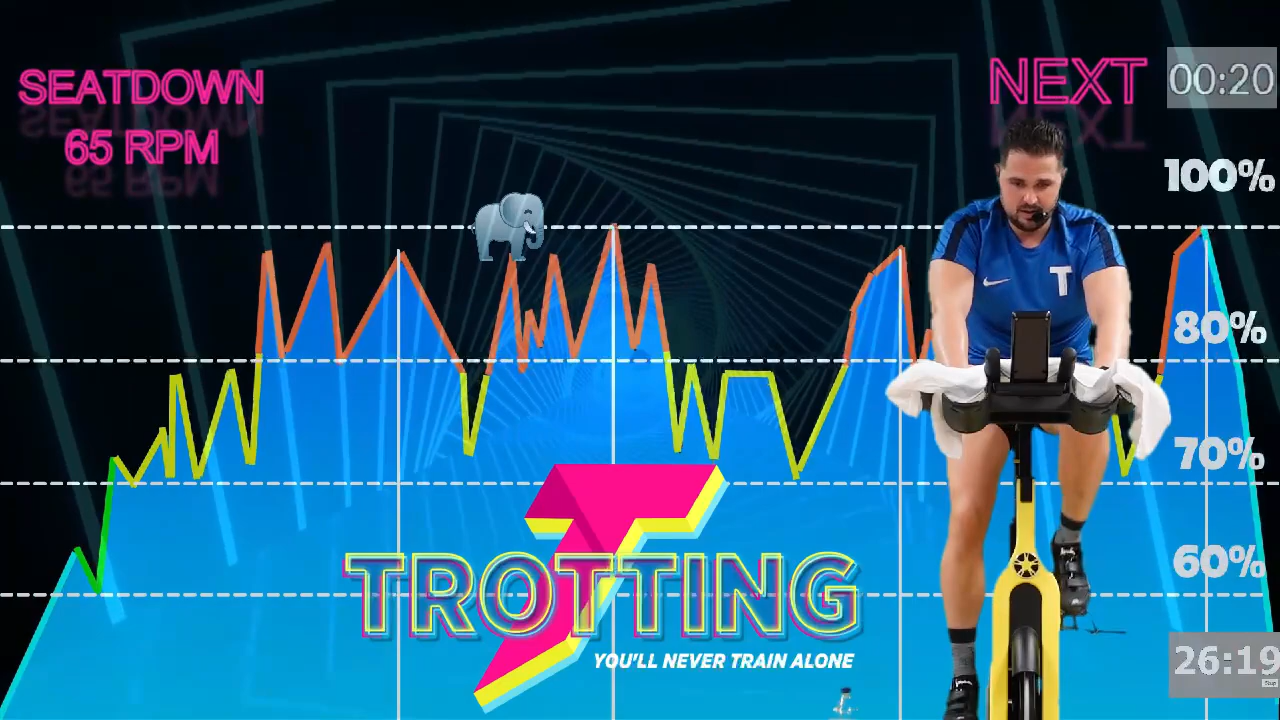 SEATDOWN
65 RPM
NEXT
00:20
100%
80%
70%
60%
T
TROTTING
YOU'LL NEVER TRAIN ALONE
26:19